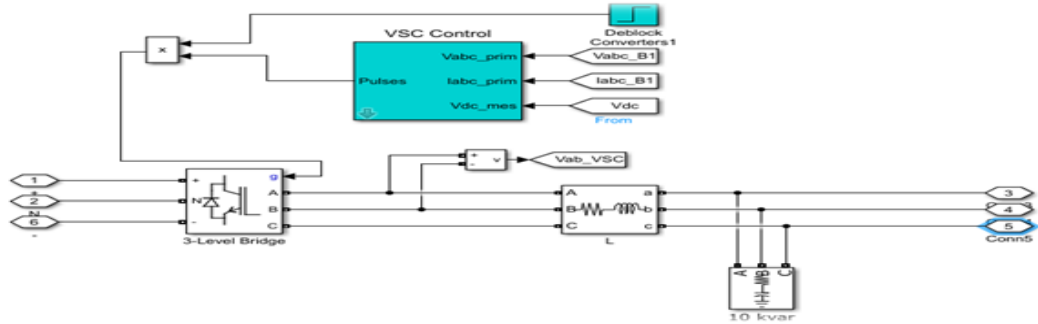 VSC Control
Deblock
Converters1
×
Vabc_prim
Vabc_B1
Pulses
Iabc_prim
Iabc_B1
Vdc_mes
Vdc
From
+
-
v
Vab_VSC
1
+
g
A
A
a
3
+
2
N
B
B
b
4
N
6
-
C
C
c
5
-
3-Level Bridge
L
Conn5
A
B
C
10 kvar